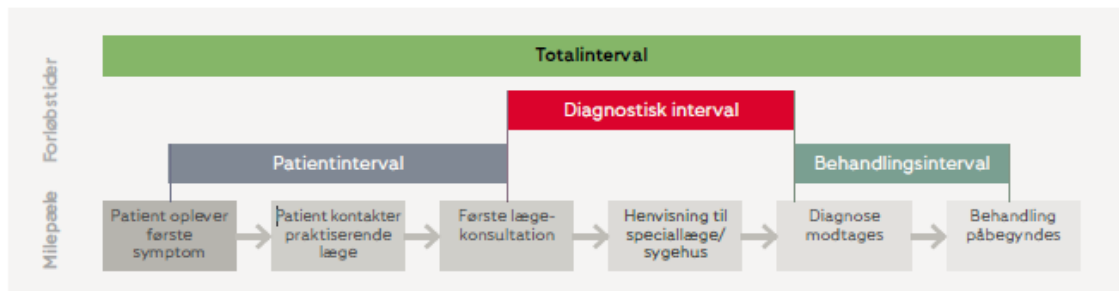 Totalinterval
Forløbstider
Diagnostisk interval
Patientinterval
Behandlingsinterval
Milepæle
Patient oplever
første
symptom
Patient kontakter
praktiserende
læge
Første læge-
konsultation
Henvisning til
speciallæge/
sygehus
Diagnose
modtages
Behandling
påbegyndes